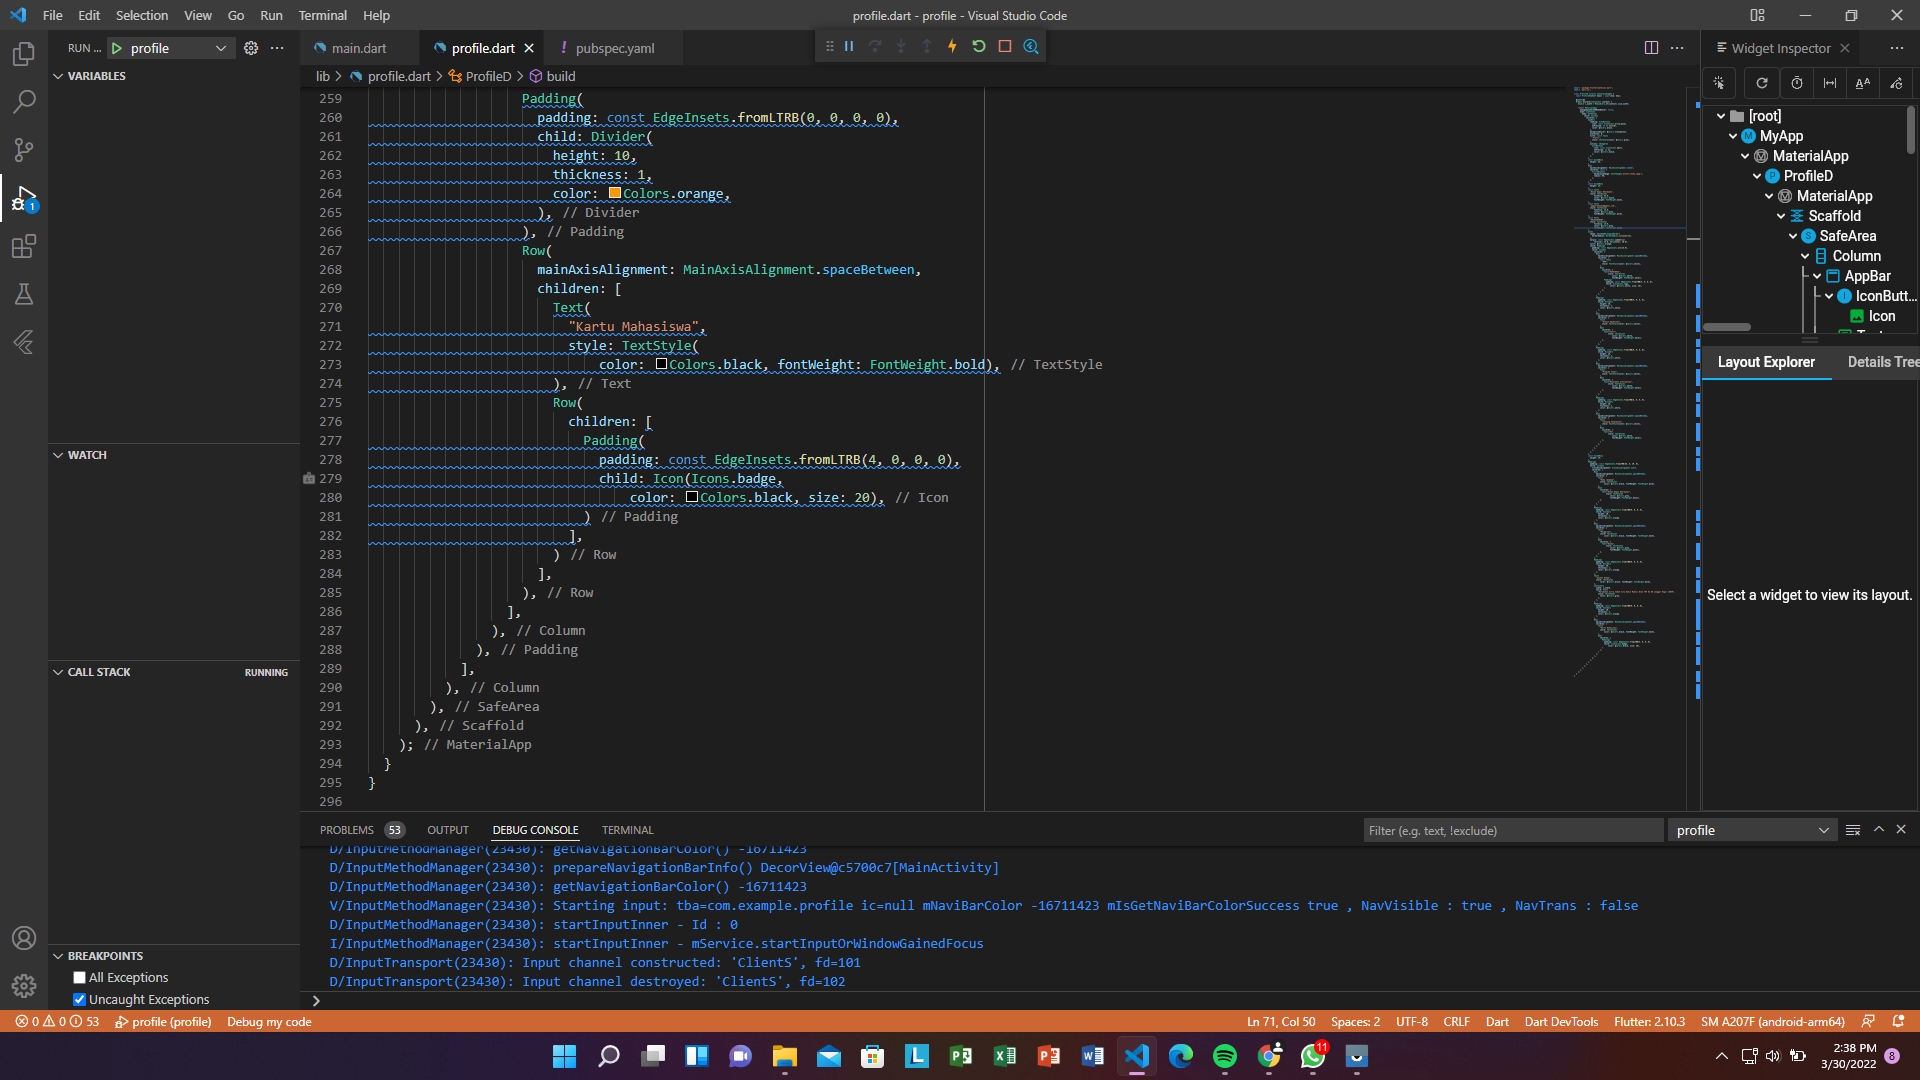 File Edit Selection View Go Run Terminal Help
profile.dart - profile - Visual Studio Code
RUN ... profile
main.dart
profile.dart
! pubspec.yaml
Widget Inspector
lib > profile.dart > ProfileD > build
VARIABLES
WATCH
CALL STACK
RUNNING
BREAKPOINTS
All Exceptions
Uncaught Exceptions
1
259 Padding(
260 padding: const EdgeInsets.fromLTRB(0, 0, 0, 0),
261 child: Divider(
262 height: 10,
263 thickness: 1,
264 color: Colors.orange,
265 ), // Divider
266 ), // Padding
267 Row(
268 mainAxisAlignment: MainAxisAlignment.spaceBetween,
269 children: [
270 Text(
271 "Kartu Mahasiswa",
272 style: TextStyle(
273 color: Colors.black, fontWeight: FontWeight.bold), // TextStyle
274 ), // Text
275 Row(
276 children: [
277 Padding(
278 padding: const EdgeInsets.fromLTRB(4, 0, 0, 0),
279 child: Icon(Icons.badge,
280 color: Colors.black, size: 20), // Icon
281 ) // Padding
282 ],
283 ) // Row
284 ],
285 ), // Row
286 ],
287 ), // Column
288 ), // Padding
289 ],
290 ), // Column
291 ), // SafeArea
292 ), // Scaffold
293 ); // MaterialApp
294 }
295 }
296
[root]
MyApp
MaterialApp
ProfileD
MaterialApp
Scaffold
SafeArea
Column
AppBar
IconButt...
Icon
Layout Explorer
Details Tree
Select a widget to view its layout.
PROBLEMS 53 OUTPUT DEBUG CONSOLE TERMINAL
Filter (e.g. text, !exclude)
profile
D/InputMethodManager(23430): getNavigationBarColor() -16711423
D/InputMethodManager(23430): prepareNavigationBarInfo() DecorView@c5700c7[MainActivity]
D/InputMethodManager(23430): getNavigationBarColor() -16711423
V/InputMethodManager(23430): Starting input: tba=com.example.profile ic=null mNaviBarColor -16711423 mIsGetNaviBarColorSuccess true , NavVisible : true , NavTrans : false
D/InputMethodManager(23430): startInputInner - Id : 0
I/InputMethodManager(23430): startInputInner - mService.startInputOrWindowGainedFocus
D/InputTransport(23430): Input channel constructed: 'ClientS', fd=101
D/InputTransport(23430): Input channel destroyed: 'ClientS', fd=102
0 0 53 profile (profile) Debug my code
Ln 71, Col 50 Spaces: 2 UTF-8 CRLF Dart Dart DevTools Flutter: 2.10.3 SM A207F (android-arm64)
11
2:38 PM
3/30/2022
8